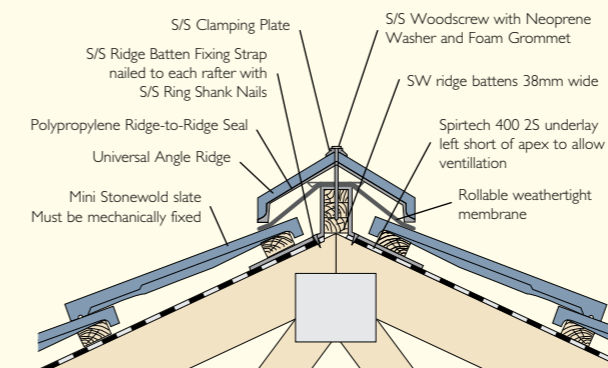 S/S Clamping Plate
S/S Ridge Batten Fixing Strap
nailed to each rafter with
S/S Ring Shank Nails
Polypropylene Ridge-to-Ridge Seal
Universal Angle Ridge
Mini Stonewold slate
Must be mechanically fixed
S/S Woodscrew with Neoprene
Washer and Foam Grommet
SW ridge battens 38mm wide
Spirtech 400 2S underlay
left short of apex to allow
ventillation
Rollable weathertight
membrane